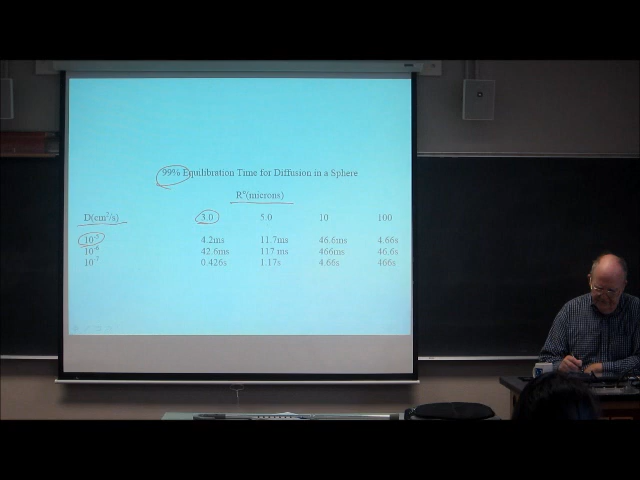 99% Equilibration Time for Diffusion in a Sphere
R°(microns)
D(cm²/s) 3.0 5.0 10 100
10⁻⁵ 4.2ms 11.7ms 46.6ms 4.66s
10⁻⁶ 42.6ms 117 ms 466ms 46.6s
10⁻⁷ 0.426s 1.17s 4.66s 466s